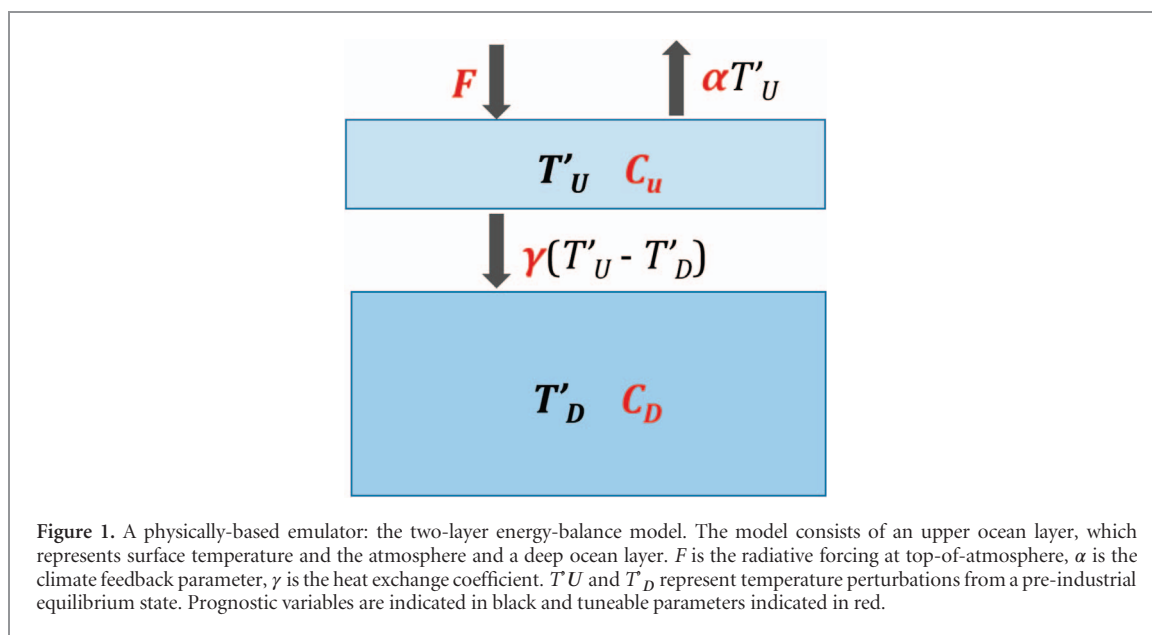 F
αT'U
T'U Cu
γ(T'U - T'D)
T'D CD
Figure 1. A physically-based emulator: the two-layer energy-balance model. The model consists of an upper ocean layer, which
represents surface temperature and the atmosphere and a deep ocean layer. F is the radiative forcing at top-of-atmosphere, α is the
climate feedback parameter, γ is the heat exchange coefficient. T'U and T'D represent temperature perturbations from a pre-industrial
equilibrium state. Prognostic variables are indicated in black and tuneable parameters indicated in red.